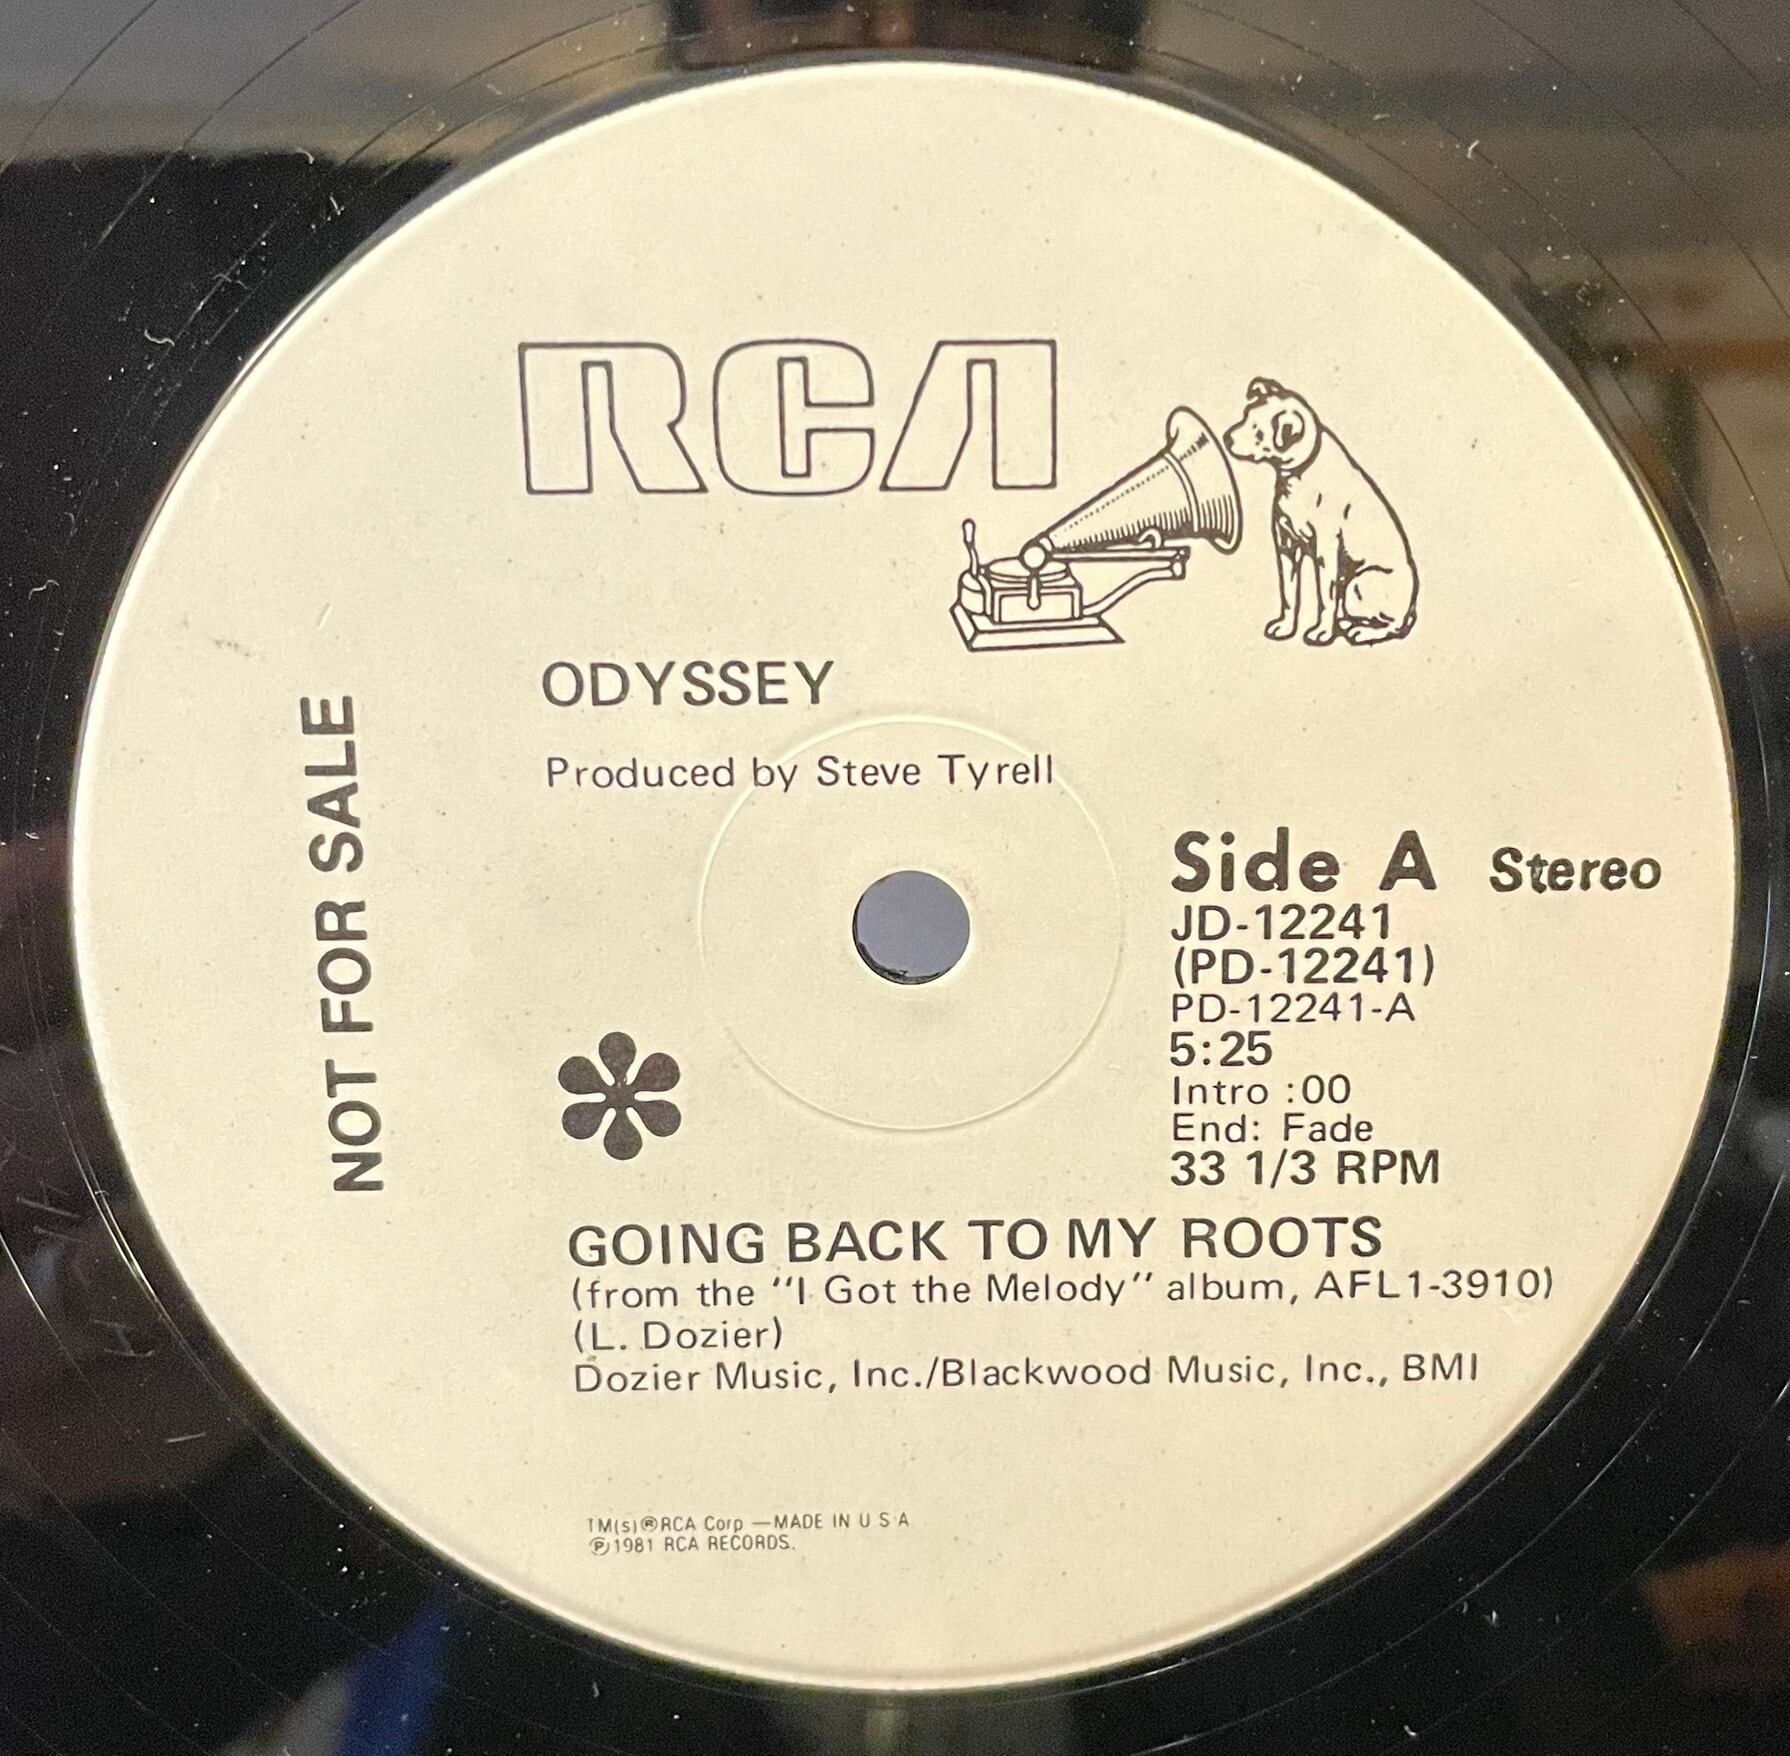 RCA
ODYSSEY
Produced by Steve Tyrell
NOT FOR SALE
Side A Stereo
JD-12241
(PD-12241)
PD-12241-A
5:25
Intro :00
End: Fade
33 1/3 RPM
GOING BACK TO MY ROOTS
(from the "I Got the Melody" album, AFL1-3910)
(L. Dozier)
Dozier Music, Inc./Blackwood Music, Inc., BMI
TM(s)®RCA Corp —MADE IN U S A
℗1981 RCA RECORDS.